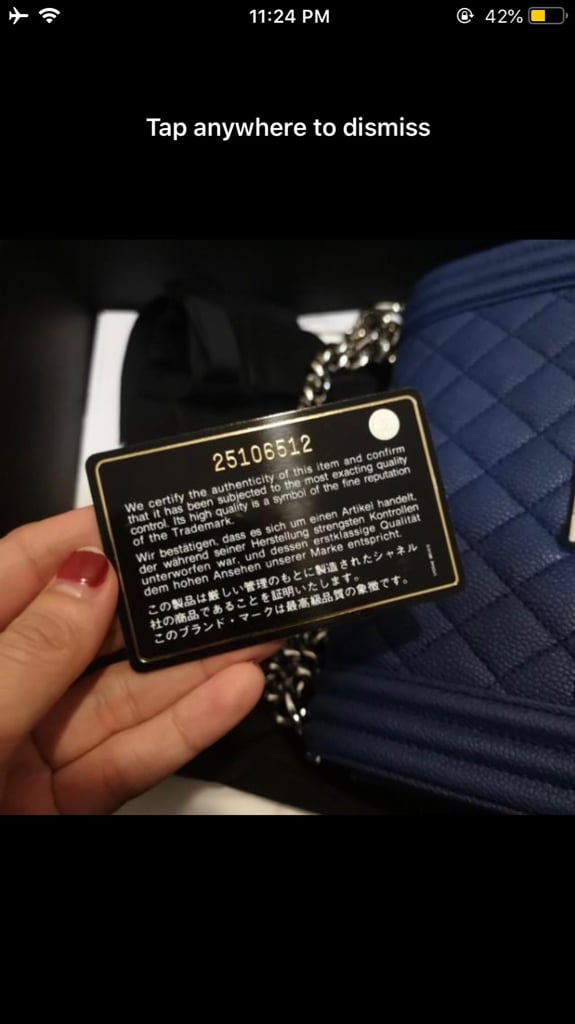 11:24 PM
42%
Tap anywhere to dismiss
25106512
We certify the authenticity of this item and confirm
that it has been subjected to the most exacting quality
control. Its high quality is a symbol of the fine reputation
of the Trademark.
Wir bestätigen, dass es sich um einen Artikel handelt,
der während seiner Herstellung strengsten Kontrollen
unterworfen war, und dessen erstklassige Qualität
dem hohen Ansehen unserer Marke entspricht.
この製品は厳しい管理のもとに製造されたシャネル
社の商品であることを証明いたします。
このブランド・マークは最高級品質の象徴です。